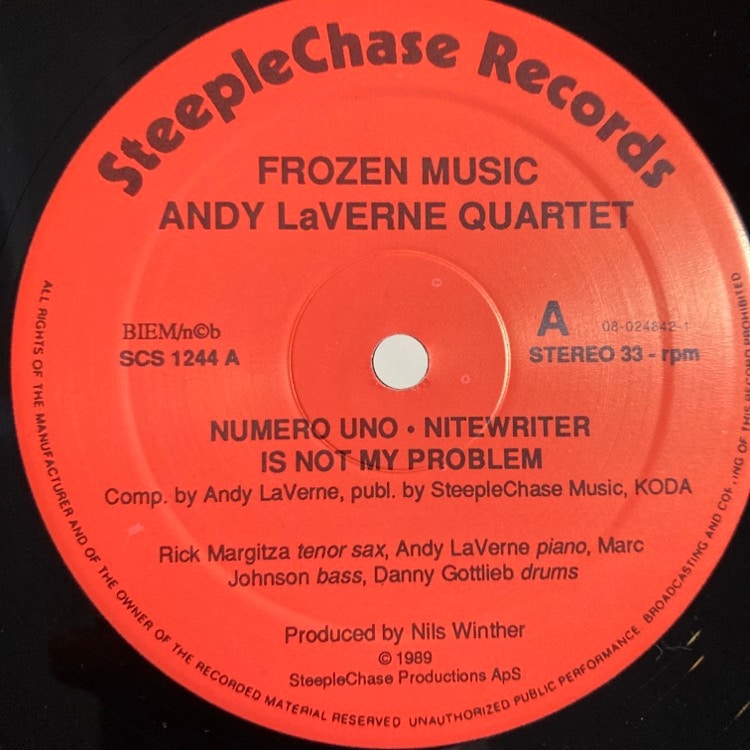 SteepleChase Records
FROZEN MUSIC
ANDY LaVERNE QUARTET
BIEM/n©b
SCS 1244 A
A
08-024842-1
STEREO 33 - rpm
NUMERO UNO • NITEWRITER
IS NOT MY PROBLEM
Comp. by Andy LaVerne, publ. by SteepleChase Music, KODA
Rick Margitza tenor sax, Andy LaVerne piano, Marc
Johnson bass, Danny Gottlieb drums
Produced by Nils Winther
© 1989
SteepleChase Productions ApS
ALL RIGHTS OF THE MANUFACTURER AND OF THE OWNER OF THE RECORDED MATERIAL RESERVED UNAUTHORIZED PUBLIC PERFORMANCE BROADCASTING AND COPYING OF THIS RECORD PROHIBITED